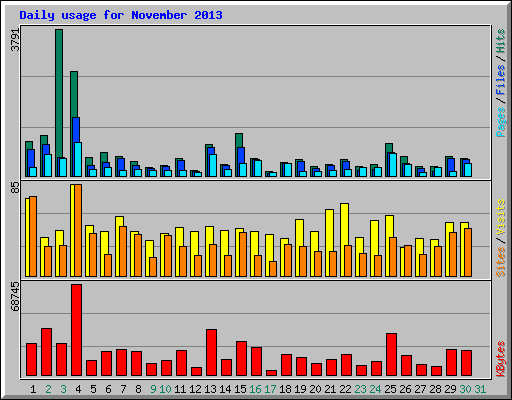 Daily usage for November 2013
3791
Pages / Files / Hits
85
Sites / Visits
68745
KBytes
1 2 3 4 5 6 7 8 9 10 11 12 13 14 15 16 17 18 19 20 21 22 23 24 25 26 27 28 29 30 31